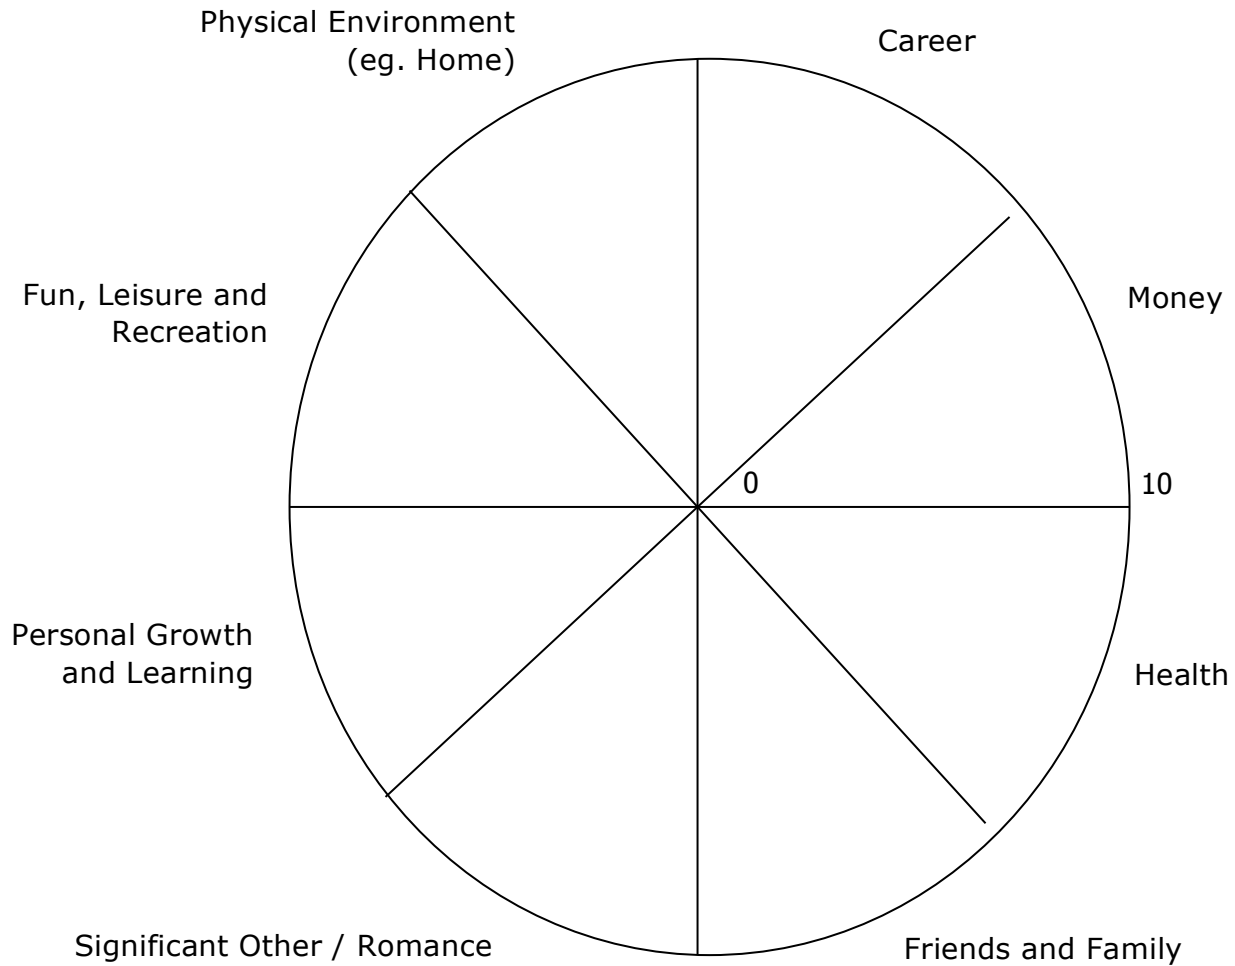 Physical Environment
(eg. Home)
Career
Fun, Leisure and
Recreation
Money
0
10
Personal Growth
and Learning
Health
Significant Other / Romance
Friends and Family